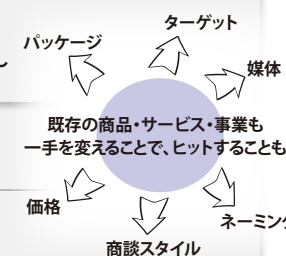 ターゲット
パッケージ
〜
媒体
既存の商品・サービス・事業も
一手を変えることで、ヒットすることも
価格
ネーミング
商談スタイル